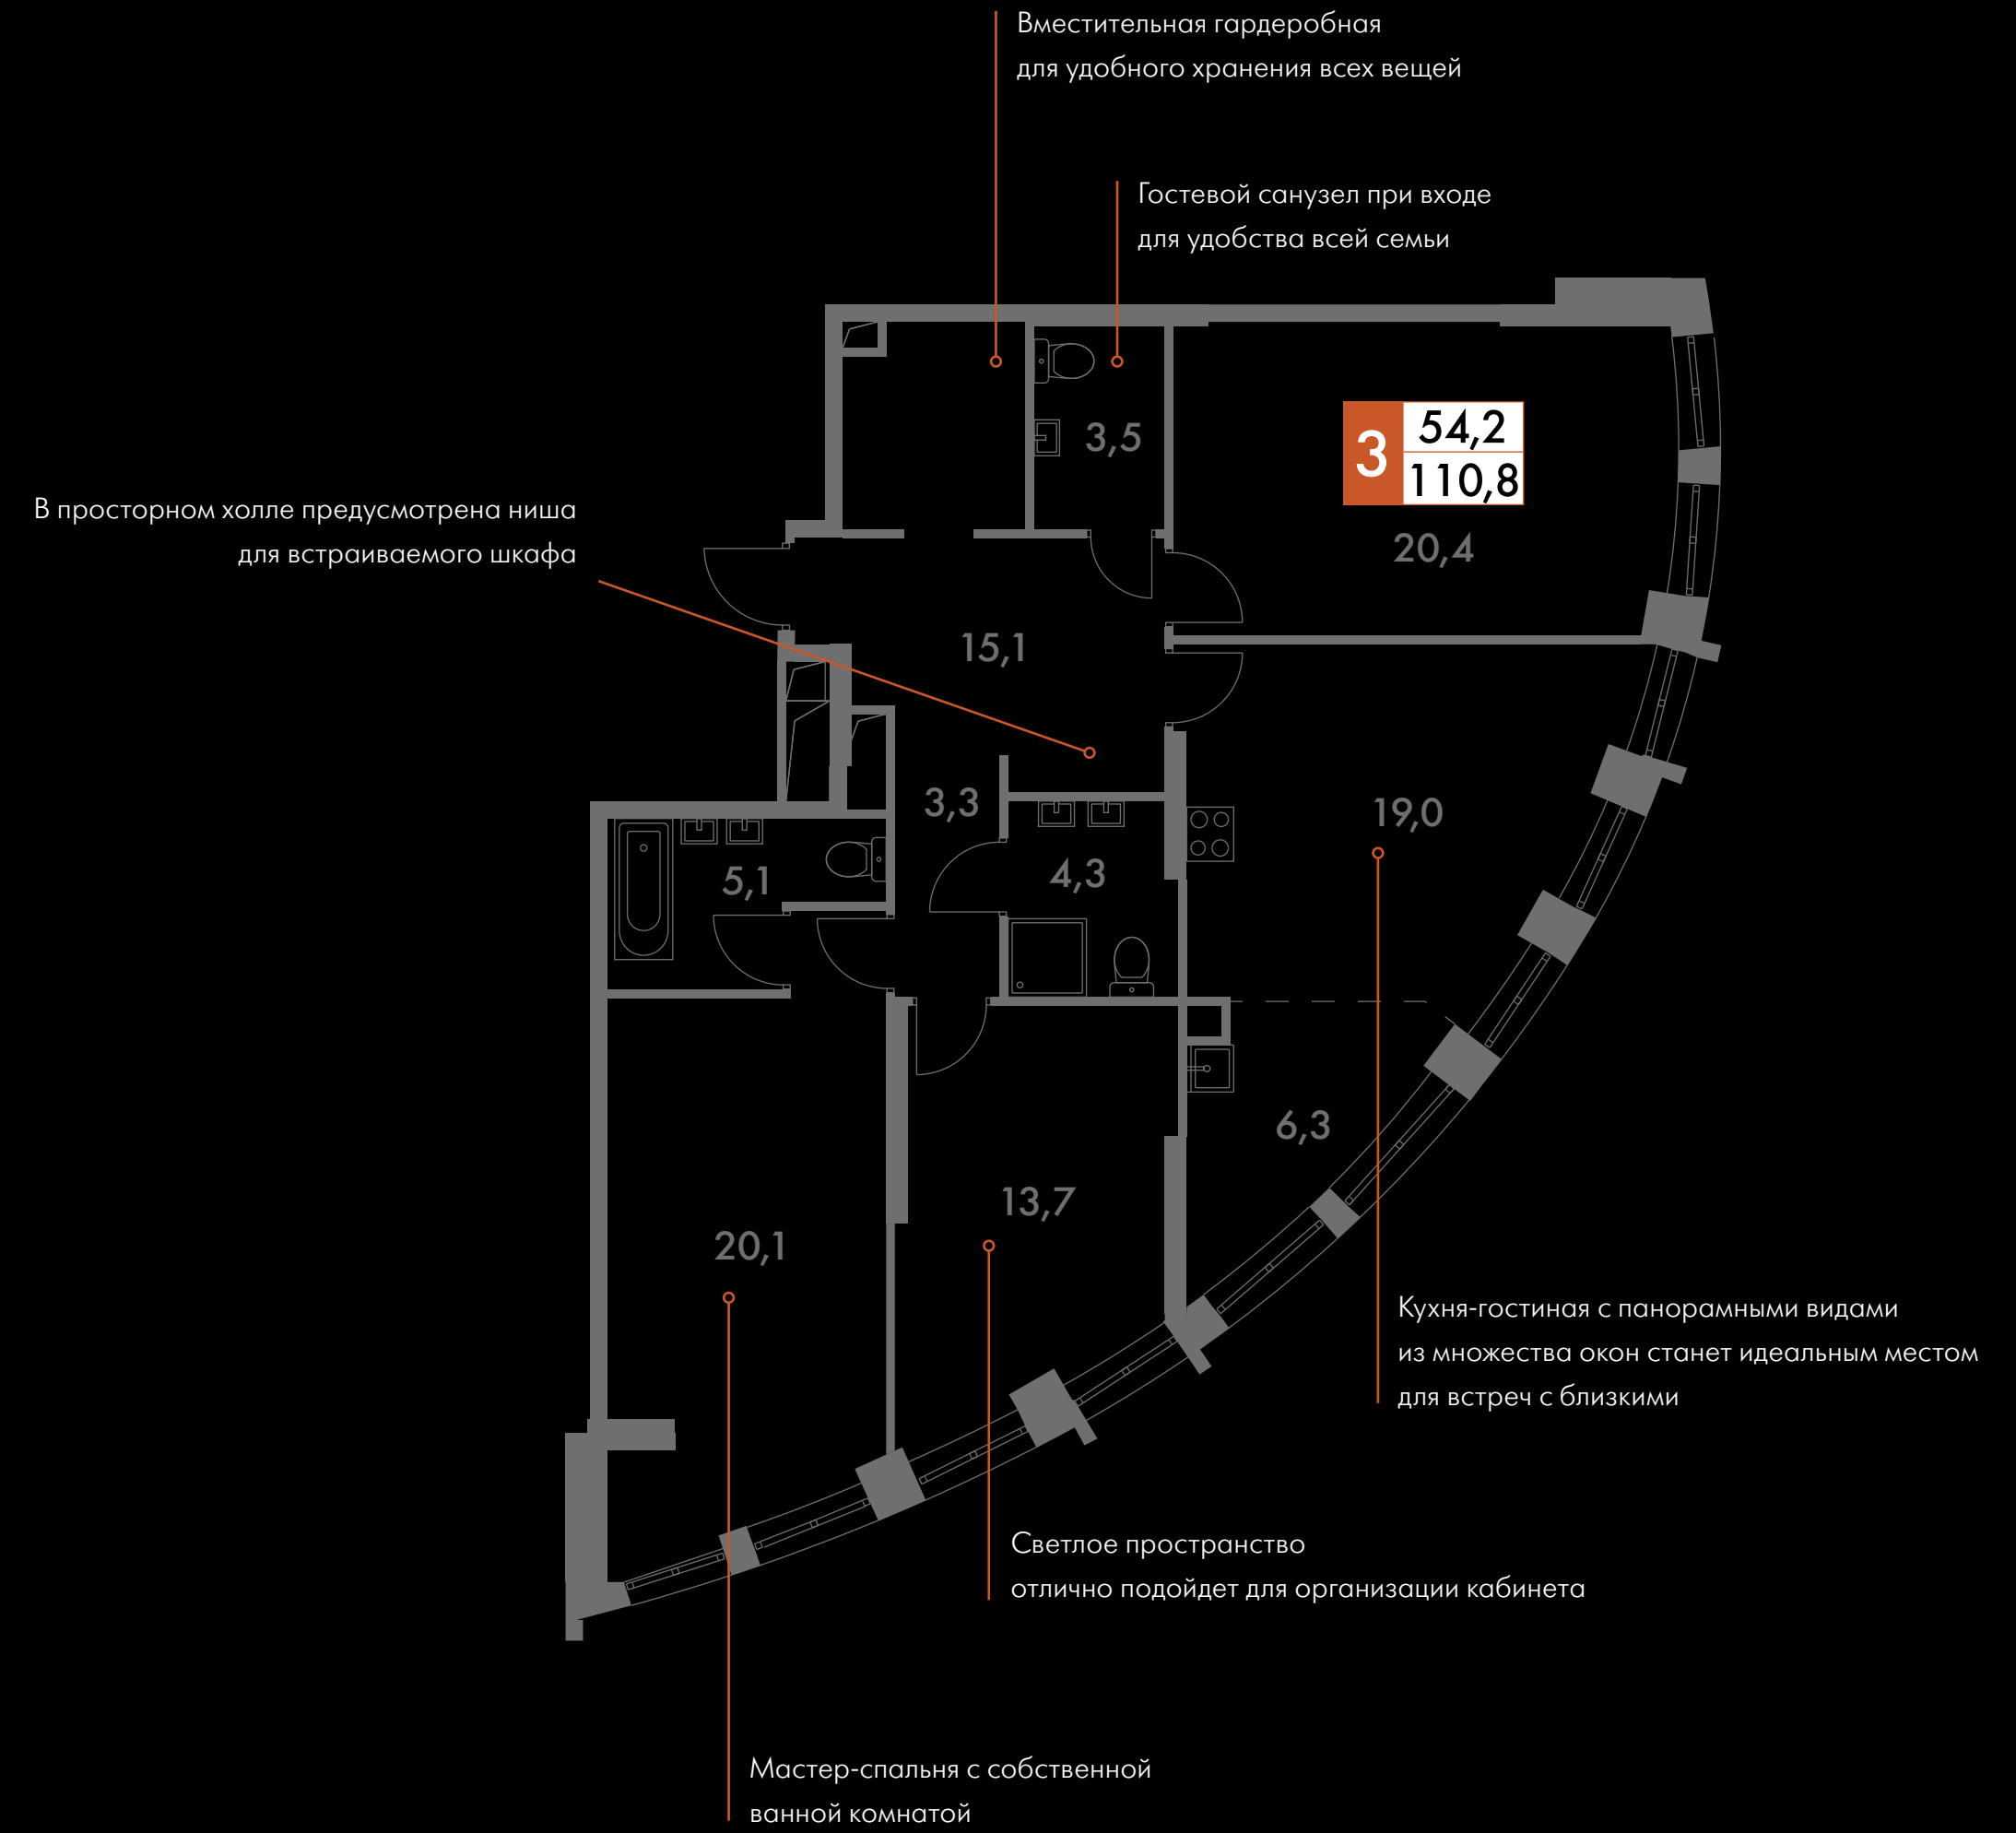 Вместительная гардеробная
для удобного хранения всех вещей
Гостевой санузел при входе
для удобства всей семьи
3,5
3
54,2
110,8
20,4
В просторном холле предусмотрена ниша
для встраиваемого шкафа
15,1
3,3
19,0
4,3
5,1
6,3
13,7
20,1
Кухня-гостиная с панорамными видами
из множества окон станет идеальным местом
для встреч с близкими
Светлое пространство
отлично подойдет для организации кабинета
Мастер-спальня с собственной
ванной комнатой